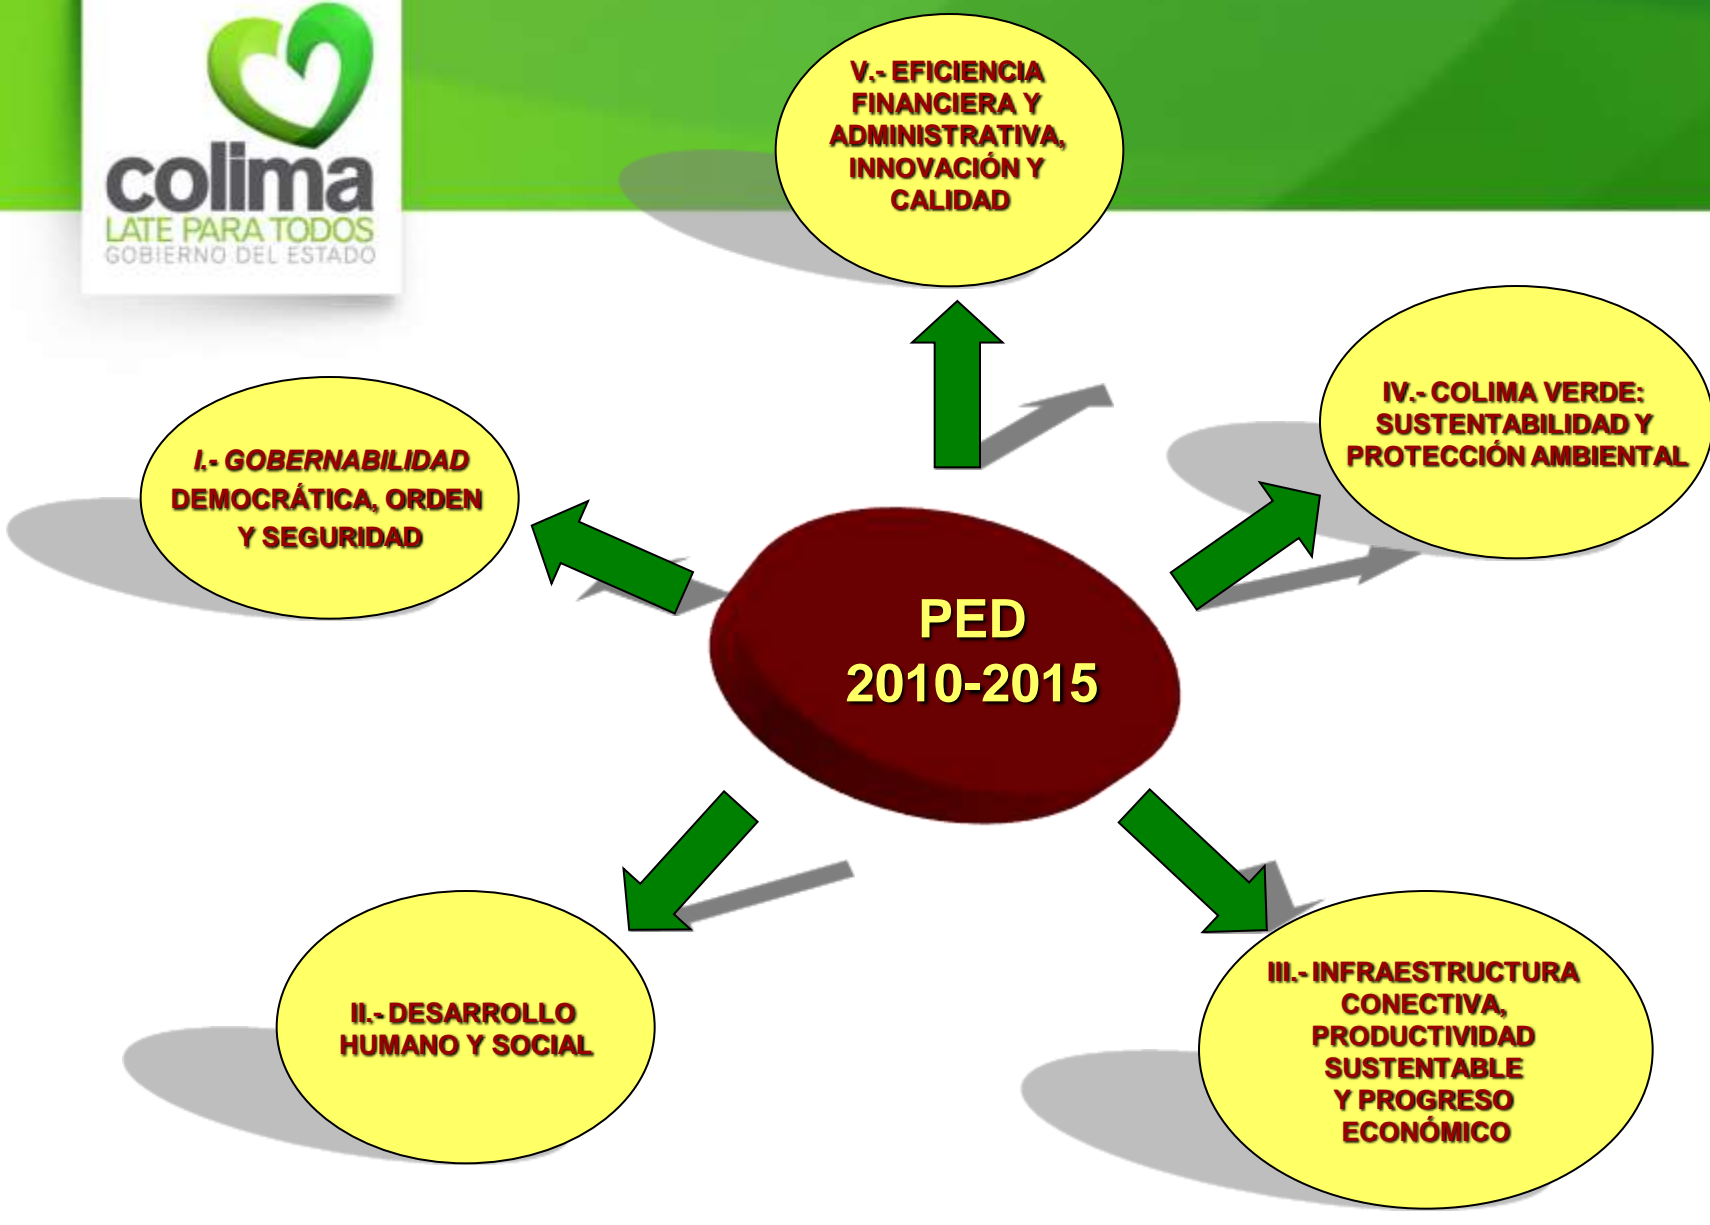 colima
LATE PARA TODOS
GOBIERNO DEL ESTADO
V.- EFICIENCIA
FINANCIERA Y
ADMINISTRATIVA,
INNOVACIÓN Y
CALIDAD
IV.- COLIMA VERDE:
SUSTENTABILIDAD Y
PROTECCIÓN AMBIENTAL
I.- GOBERNABILIDAD
DEMOCRÁTICA, ORDEN
Y SEGURIDAD
PED
2010-2015
II.- DESARROLLO
HUMANO Y SOCIAL
III.- INFRAESTRUCTURA
CONECTIVA,
PRODUCTIVIDAD
SUSTENTABLE
Y PROGRESO
ECONÓMICO